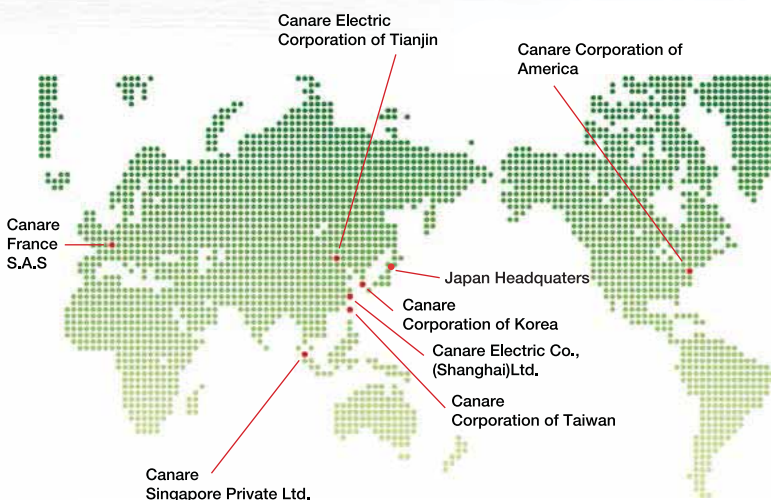 Canare Electric
Corporation of Tianjin
Canare Corporation of
America
Canare
France
S.A.S
Japan Headquaters
Canare
Corporation of Korea
Canare Electric Co.,
(Shanghai)Ltd.
Canare
Corporation of Taiwan
Canare
Singapore Private Ltd.